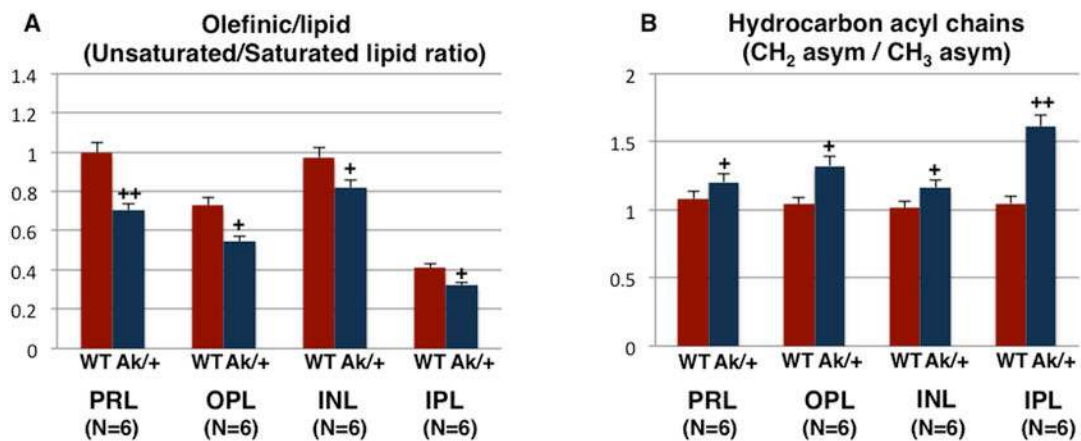 A
Olefinic/lipid
(Unsaturated/Saturated lipid ratio)
1.4
1.2
1
0.8
0.6
0.4
0.2
0
++
+
+
+
WT Ak/+ WT Ak/+ WT Ak/+ WT Ak/+
PRL OPL INL IPL
(N=6) (N=6) (N=6) (N=6)
B
Hydrocarbon acyl chains
(CH₂ asym / CH₃ asym)
2
1.5
1
0.5
0
+
+
+
++
WT Ak/+ WT Ak/+ WT Ak/+ WT Ak/+
PRL OPL INL IPL
(N=6) (N=6) (N=6) (N=6)